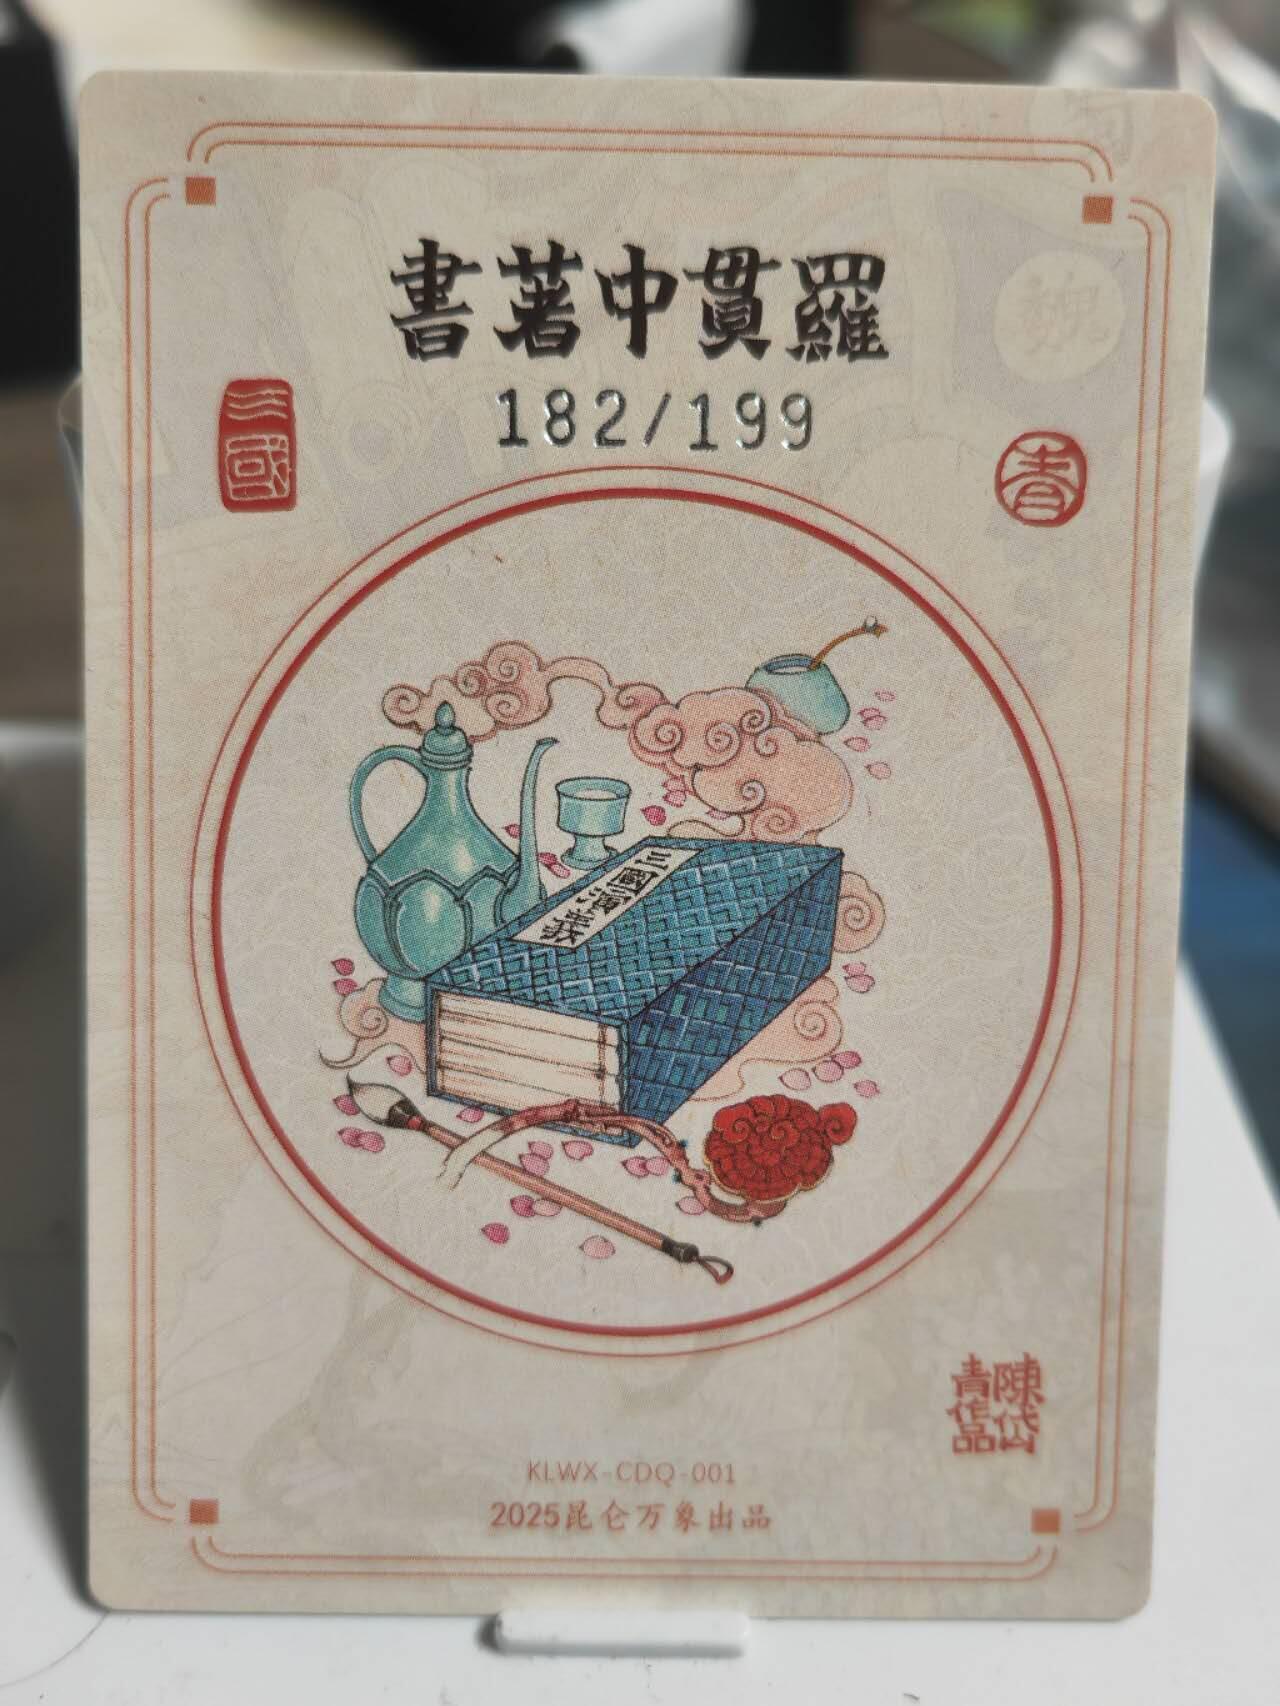 羅貫中著書
182/199
三國
青
三國演義
陳岱
青作品
KLWX-CDQ-001
2025昆仑万象出品